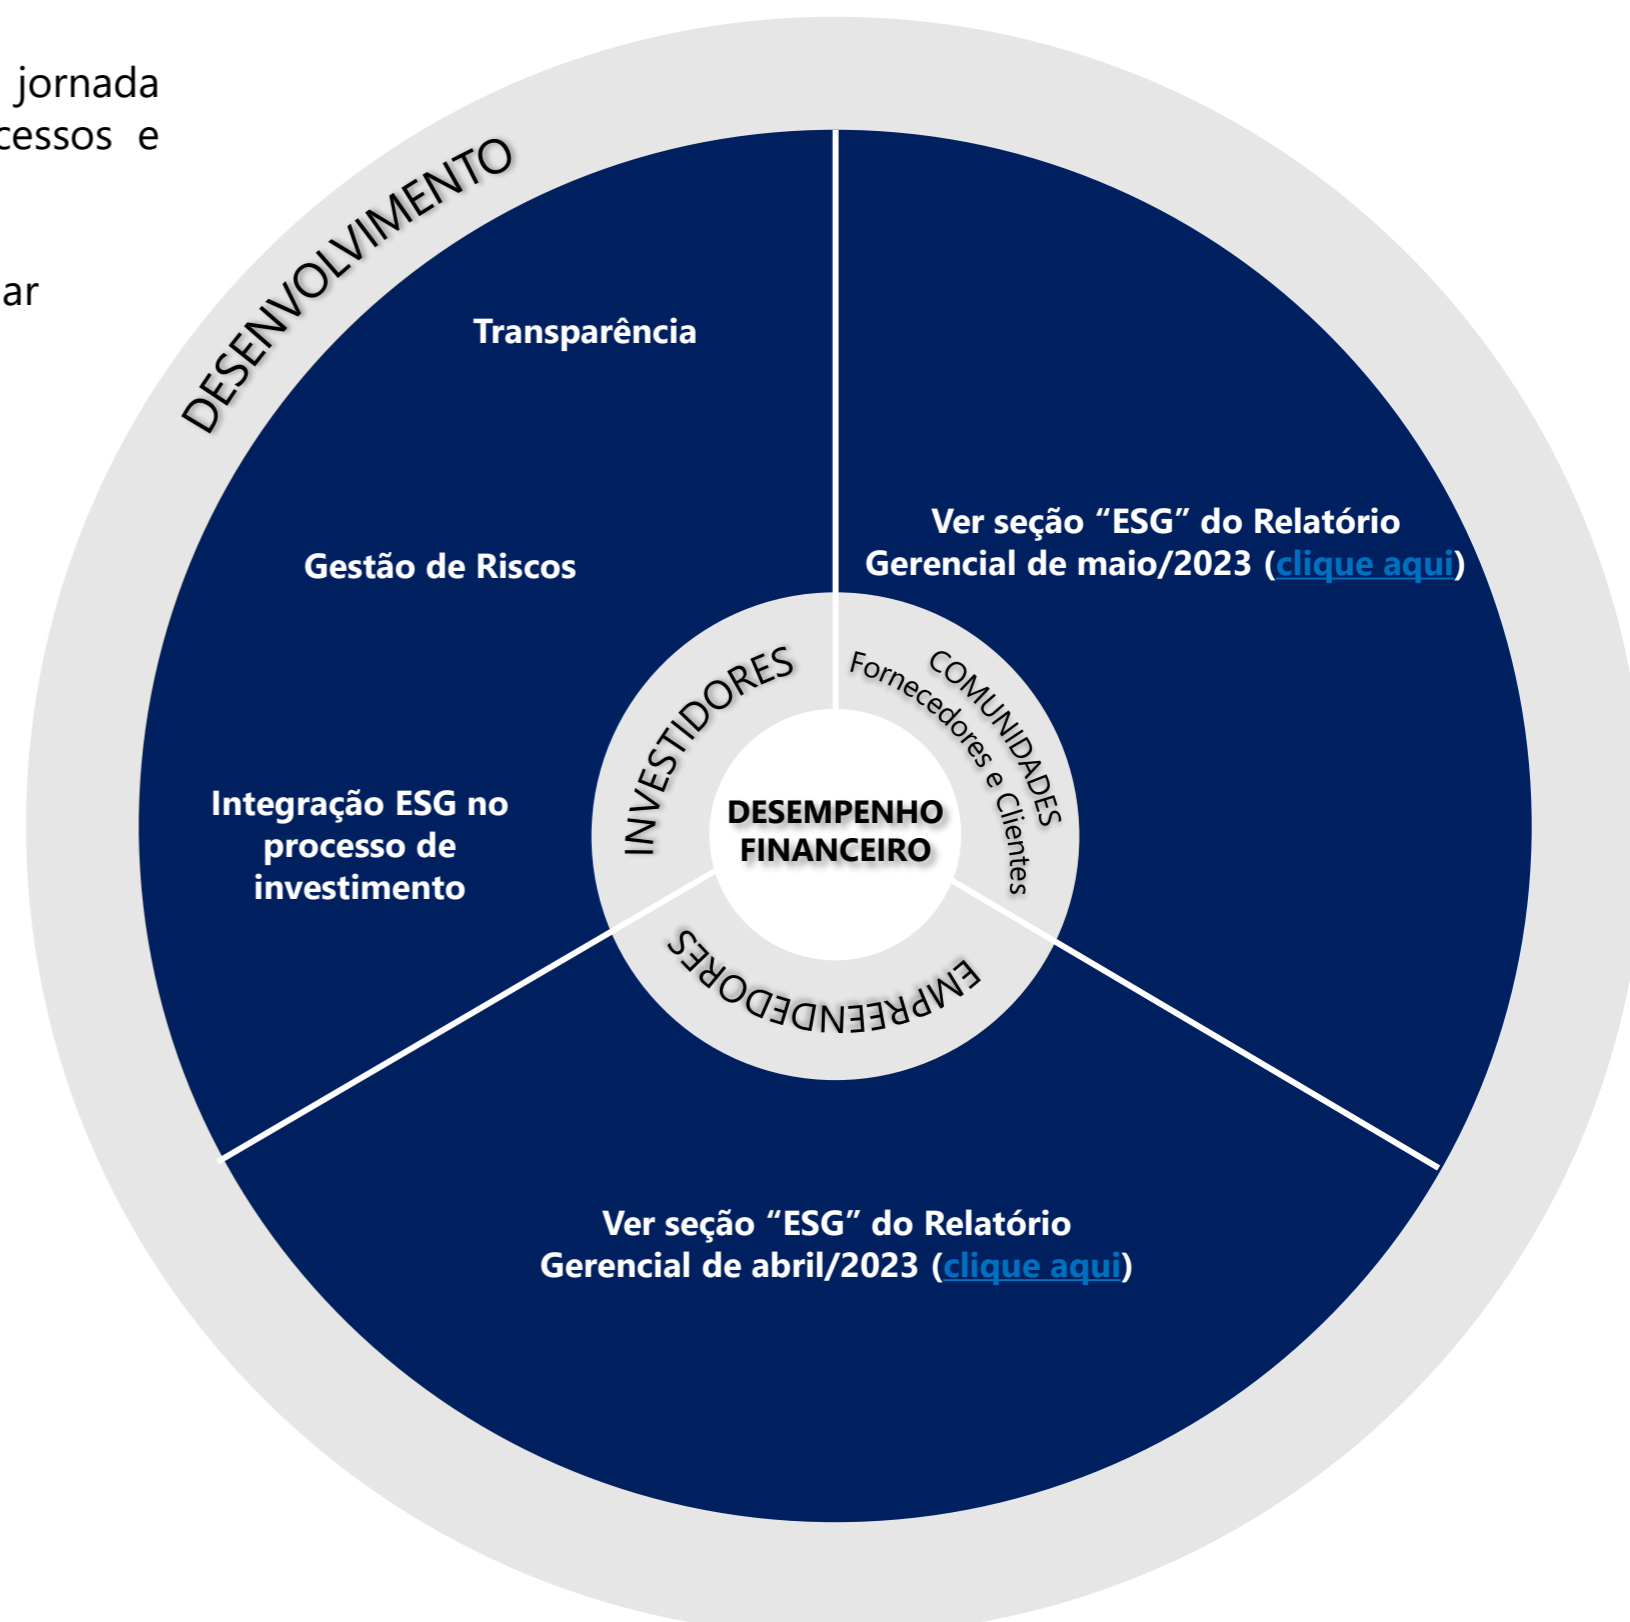 jornada
cessos e
ar
DESENVOLVIMENTO
Transparência
Gestão de Riscos
Integração ESG no
processo de
investimento
Ver seção “ESG” do Relatório
Gerencial de maio/2023 (clique aqui)
INVESTIDORES
COMUNIDADES
Fornecedores e Clientes
DESEMPENHO
FINANCEIRO
EMPREENDEDORES
Ver seção “ESG” do Relatório
Gerencial de abril/2023 (clique aqui)